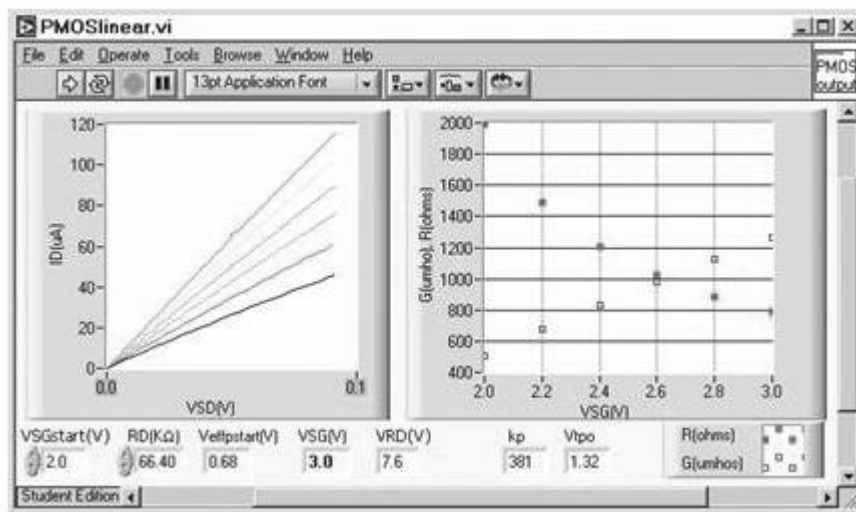 PMOSlinear.vi
File Edit Operate Tools Browse Window Help
13pt Application Font
PMOS
output
120
100
80
60
40
20
0
ID(uA)
0.0 0.1
VSD(V)
2000
1800
1600
1400
1200
1000
800
600
400
G(umho), R(ohms)
2.0 2.2 2.4 2.6 2.8 3.0
VSG(V)
VSGstart(V) RD(KΩ) Veffpstart(V) VSG(V) VRD(V) kp Vtpo
2.0 66.40 0.68 3.0 7.6 381 1.32
R(ohms)
G(umhos)
Student Edition